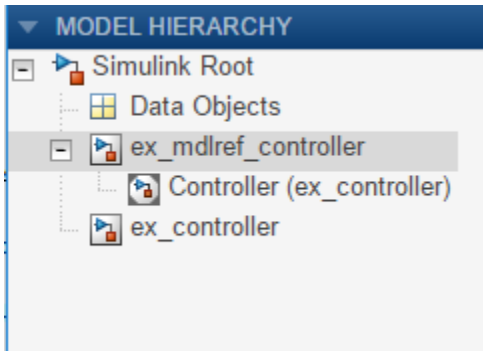 MODEL HIERARCHY
Simulink Root
Data Objects
ex_mdlref_controller
Controller (ex_controller)
ex_controller